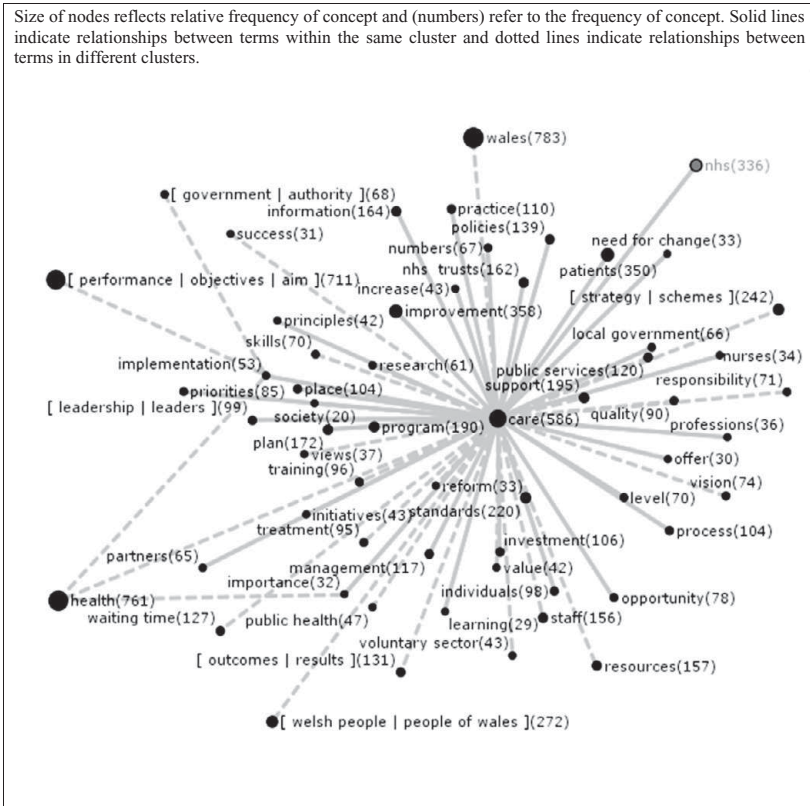 Size of nodes reflects relative frequency of concept and (numbers) refer to the frequency of concept. Solid lines
indicate relationships between terms within the same cluster and dotted lines indicate relationships between
terms in different clusters.
wales(783)
nhs(336)
[ government | authority ](68)
information(164)
practice(110)
policies(139)
success(31)
numbers(67)
need for change(33)
nhs trusts(162)
patients(350)
[ performance | objectives | aim ](711)
increase(43)
[ strategy | schemes ](242)
improvement(358)
principles(42)
skills(70)
local government(66)
implementation(53)
research(61)
public services(120)
nurses(34)
support(195)
responsibility(71)
priorities(85)
place(104)
[ leadership | leaders ](99)
society(20)
care(586)
quality(90)
program(190)
professions(36)
plan(172)
views(37)
offer(30)
training(96)
vision(74)
reform(33)
level(70)
initiatives(43)
standards(220)
treatment(95)
process(104)
investment(106)
partners(65)
management(117)
value(42)
importance(32)
individuals(98)
opportunity(78)
health(761)
waiting time(127)
public health(47)
learning(29)
staff(156)
voluntary sector(43)
[ outcomes | results ](131)
resources(157)
[ welsh people | people of wales ](272)